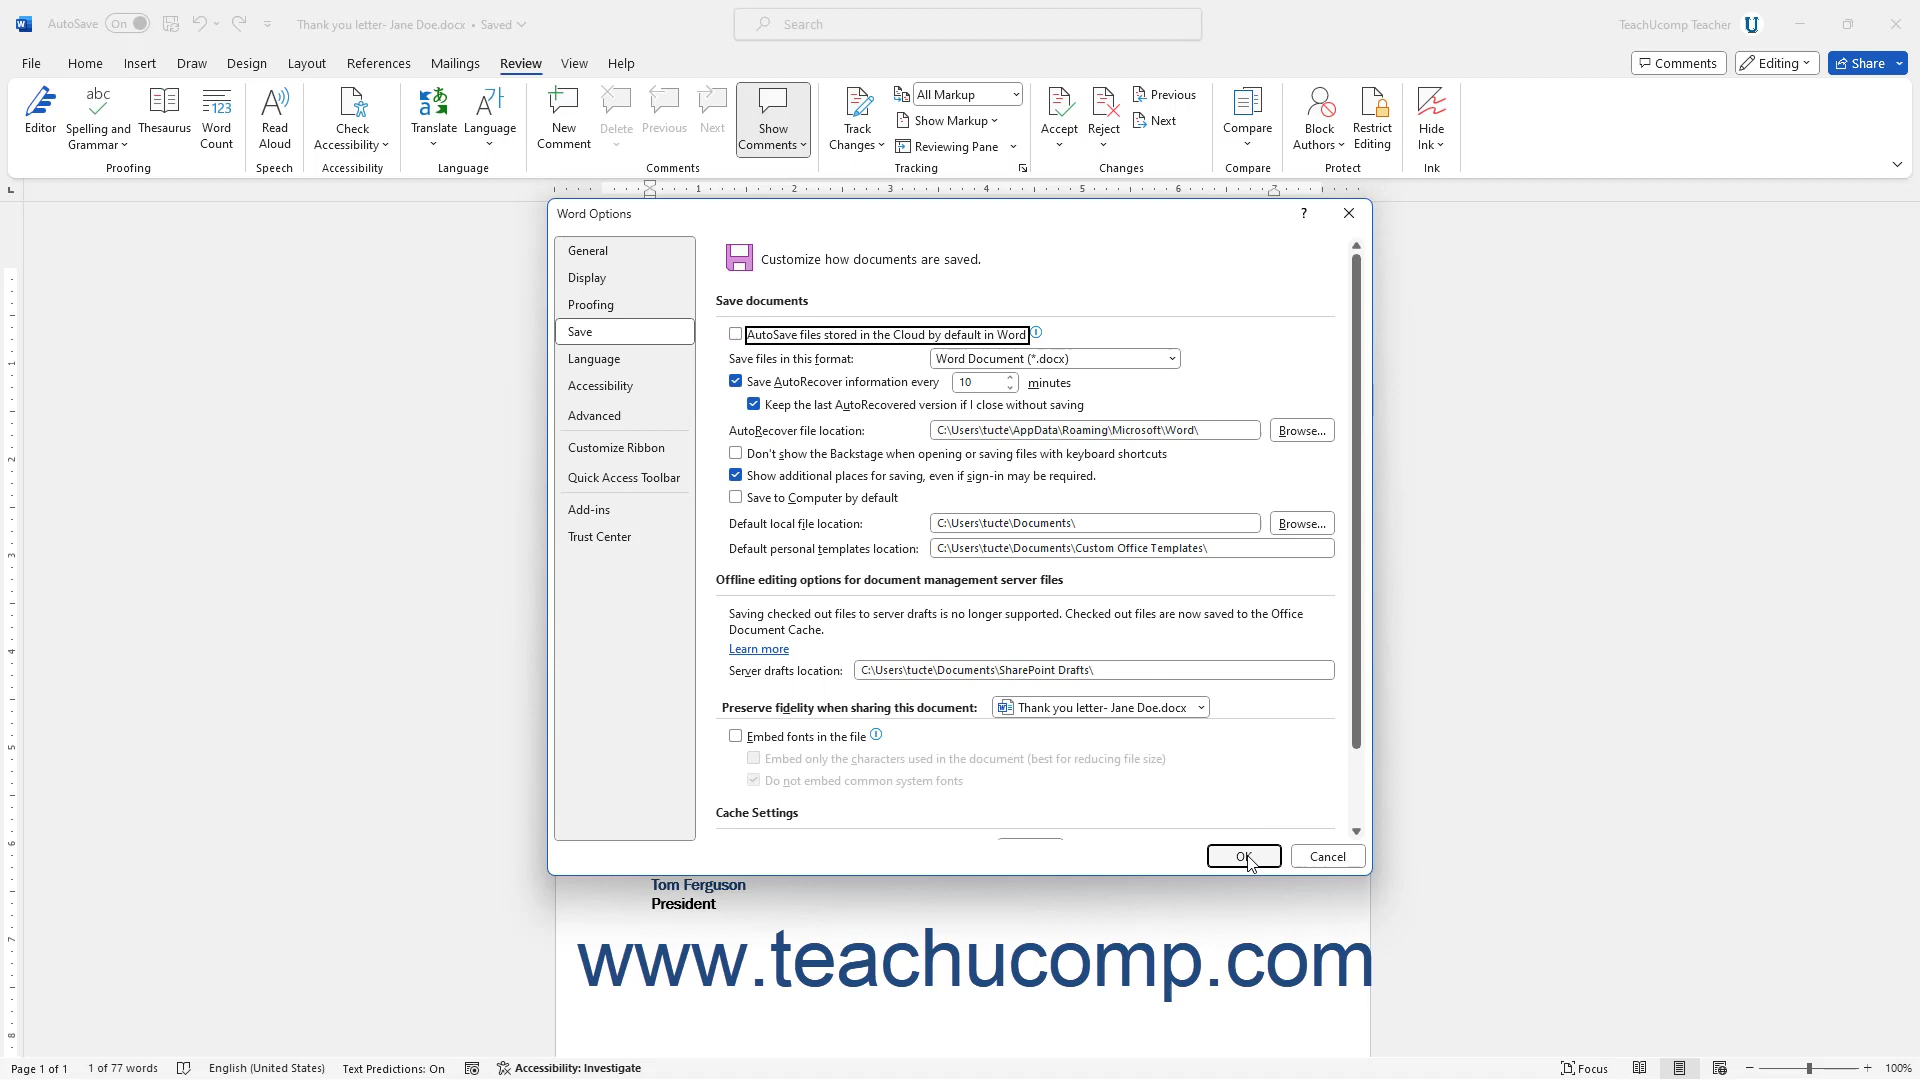 AutoSave On Thank you letter- Jane Doe.docx • Saved Search TeachUcomp Teacher
File Home Insert Draw Design Layout References Mailings Review View Help Comments Editing Share
Editor
Spelling and Grammar
Thesaurus
Word Count
Proofing
Read Aloud
Speech
Check Accessibility
Accessibility
Translate
Language
Language
New Comment
Delete
Previous
Next
Show Comments
Comments
Track Changes
All Markup
Show Markup
Reviewing Pane
Tracking
Accept
Reject
Previous
Next
Changes
Compare
Compare
Block Authors
Restrict Editing
Protect
Hide Ink
Ink
1 2 3 4 5 6 7
Word Options ?
General
Display
Proofing
Save
Language
Accessibility
Advanced
Customize Ribbon
Quick Access Toolbar
Add-ins
Trust Center
Customize how documents are saved.
Save documents
AutoSave files stored in the Cloud by default in Word
Save files in this format: Word Document (*.docx)
Save AutoRecover information every 10 minutes
Keep the last AutoRecovered version if I close without saving
AutoRecover file location: C:\Users\tucte\AppData\Roaming\Microsoft\Word\ Browse...
Don't show the Backstage when opening or saving files with keyboard shortcuts
Show additional places for saving, even if sign-in may be required.
Save to Computer by default
Default local file location: C:\Users\tucte\Documents\ Browse...
Default personal templates location: C:\Users\tucte\Documents\Custom Office Templates\
Offline editing options for document management server files
Saving checked out files to server drafts is no longer supported. Checked out files are now saved to the Office
Document Cache.
Learn more
Server drafts location: C:\Users\tucte\Documents\SharePoint Drafts\
Preserve fidelity when sharing this document: Thank you letter- Jane Doe.docx
Embed fonts in the file
Embed only the characters used in the document (best for reducing file size)
Do not embed common system fonts
Cache Settings
OK Cancel
Tom Ferguson
President
www.teachucomp.com
1
2
3
4
5
6
7
8
Page 1 of 1 1 of 77 words English (United States) Text Predictions: On Accessibility: Investigate Focus 100%